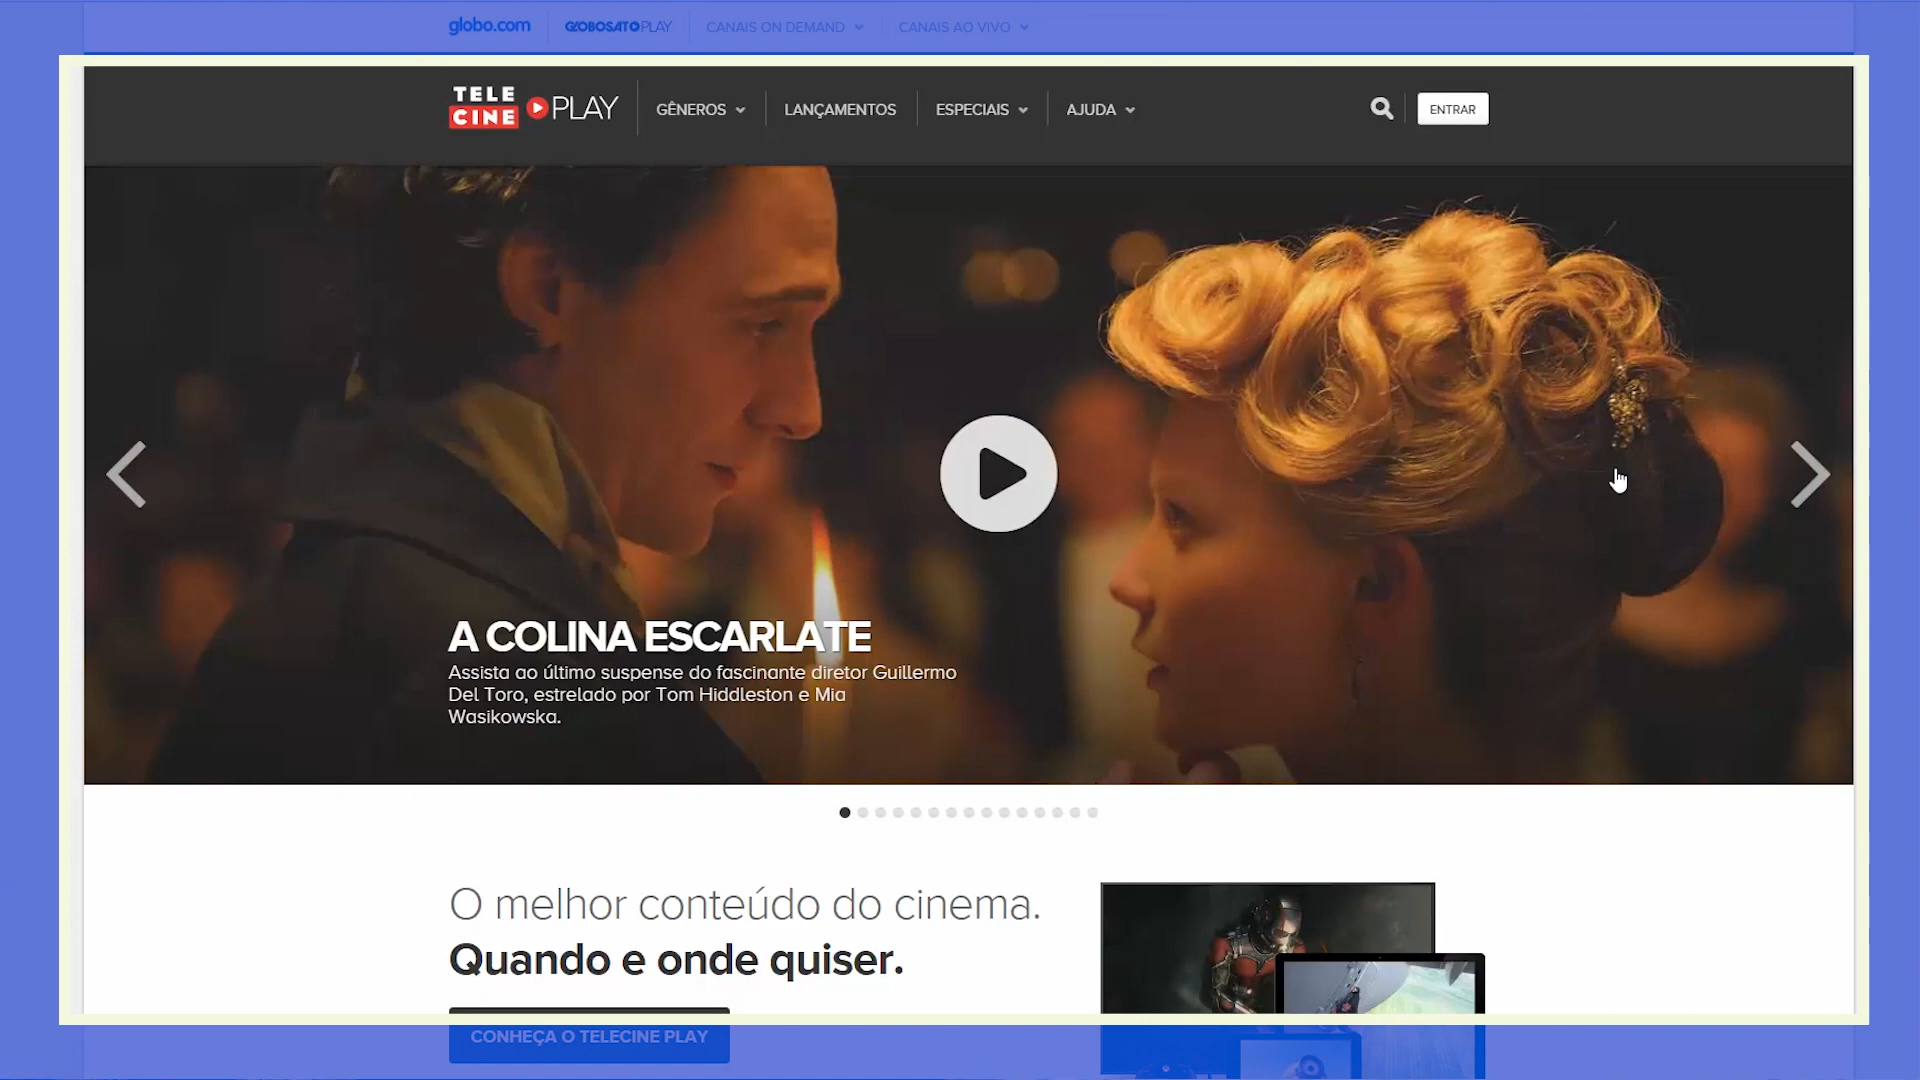 globo.com GLOBOSATPLAY CANAIS ON DEMAND CANAIS AO VIVO
TELE
CINE PLAY GÊNEROS LANÇAMENTOS ESPECIAIS AJUDA ENTRAR
A COLINA ESCARLATE
Assista ao último suspense do fascinante diretor Guillermo
Del Toro, estrelado por Tom Hiddleston e Mia
Wasikowska.
O melhor conteúdo do cinema.
Quando e onde quiser.
CONHEÇA O TELECINE PLAY